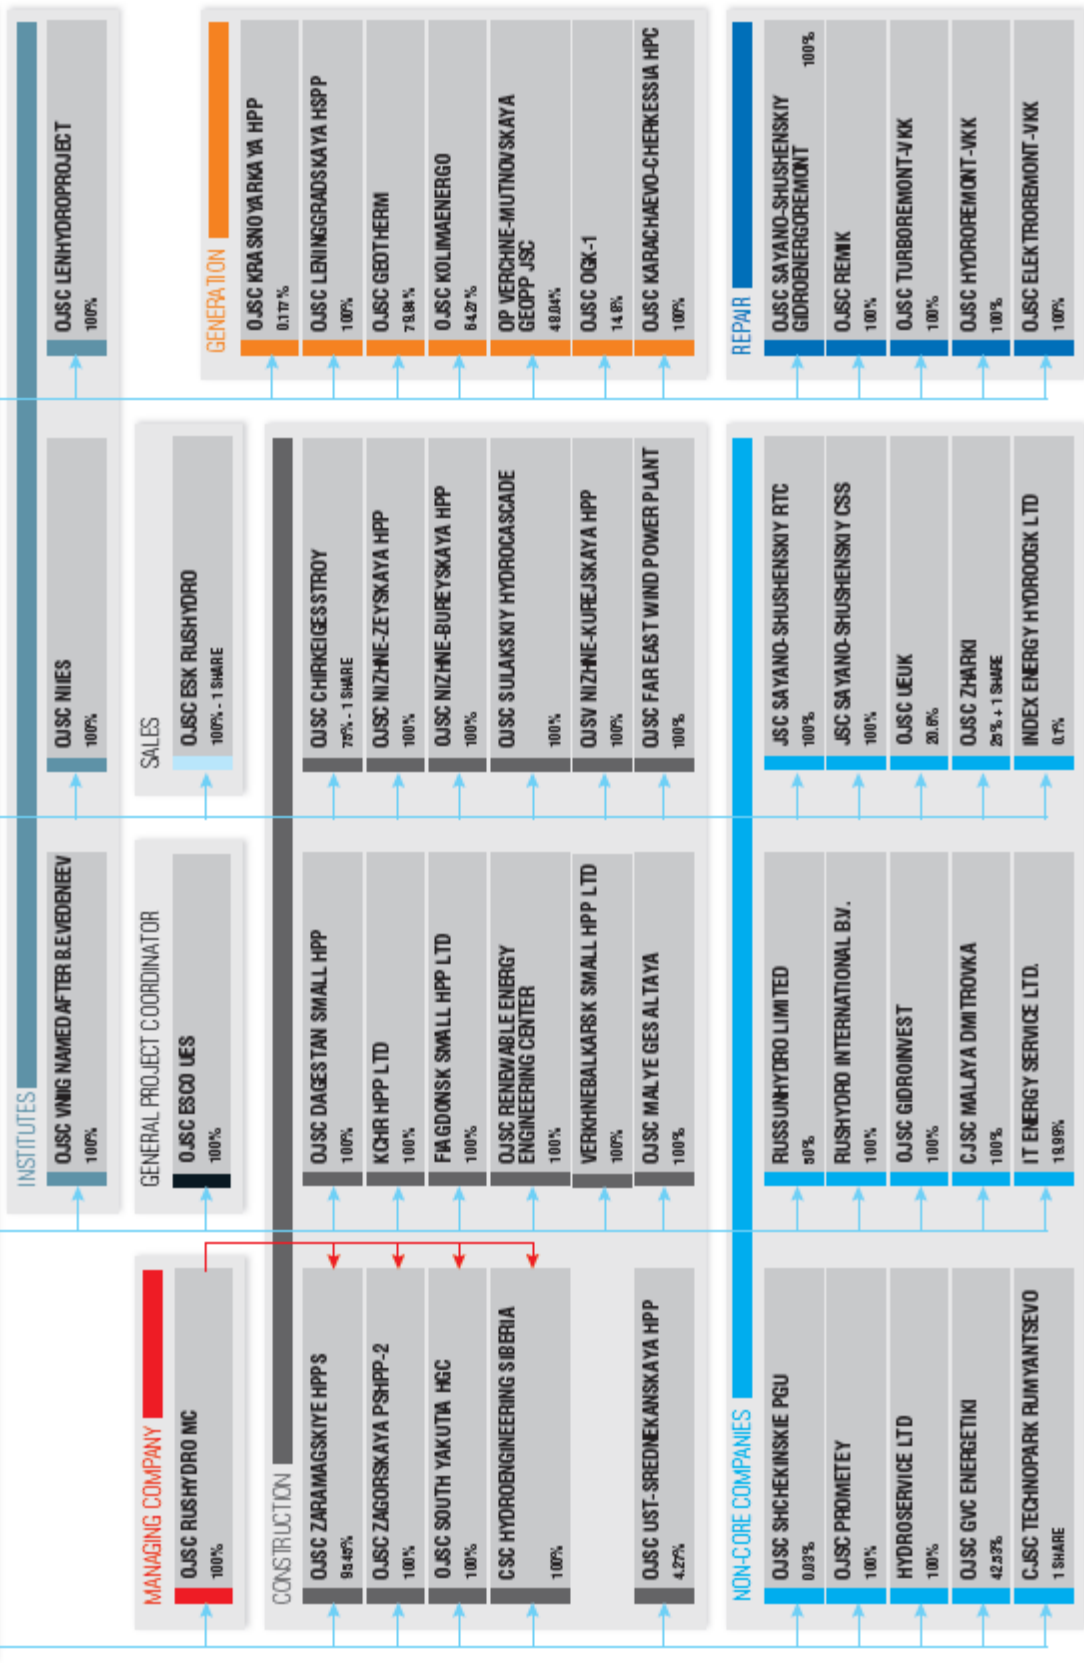 INSTITUTES
OJSC VNIIG NAMED AFTER B.E.VEDENEEV
100%
OJSC NIIES
100%
OJSC LENHYDROPROJECT
100%
MANAGING COMPANY
OJSC RUSHYDRO MC
100%
GENERAL PROJECT COORDINATOR
OJSC ESCO UES
100%
SALES
OJSC ESK RUSHYDRO
100% - 1 SHARE
GENERATION
OJSC KRASNOYARKAYA HPP
0.117%
OJSC LENINGGRADSKAYA HSPP
100%
OJSC GEOTHERM
79.84%
OJSC KOLIMAENERGO
64.27%
OP VERCHNE-MUTNOVSKAYA
GEOPP JSC
48.04%
OJSC OGK-1
14.8%
OJSC KARACHAEVO-CHERKESSIA HPC
100%
CONSTRUCTION
OJSC ZARAMAGSKIYE HPPS
95.45%
OJSC ZAGORSKAYA PSHPP-2
100%
OJSC SOUTH YAKUTIA HGC
100%
CSC HYDROENGINEERING SIBERIA
100%
OJSC UST-SREDNEKANSKAYA HPP
4.27%
OJSC DAGESTAN SMALL HPP
100%
KCHR HPP LTD
100%
FIAGDONSK SMALL HPP LTD
100%
OJSC RENEWABLE ENERGY
ENGINEERING CENTER
100%
VERKHNEBALKARSK SMALL HPP LTD
100%
OJSC MALYE GES ALTAYA
100%
OJSC CHIRKEIGESSTROY
75% - 1 SHARE
OJSC NIZHNE-ZEYSKAYA HPP
100%
OJSC NIZHNE-BUREYSKAYA HPP
100%
OJSC SULAKSKIY HYDROCASCADE
100%
OJSV NIZHNE-KUREJSKAYA HPP
100%
OJSC FAR EAST WIND POWER PLANT
100%
NON-CORE COMPANIES
OJSC SHCHEKINSKIE PGU
0.03%
OJSC PROMETEY
100%
HYDROSERVICE LTD
100%
OJSC GVC ENERGETIKI
42.53%
CJSC TECHNOPARK RUMYANTSEVO
1 SHARE
RUSSUNHYDRO LIMITED
50%
RUSHYDRO INTERNATIONAL B.V.
100%
OJSC GIDROINVEST
100%
CJSC MALAYA DMITROVKA
100%
IT ENERGY SERVICE LTD.
19.99%
JSC SAYANO-SHUSHENSKIY RTC
100%
JSC SAYANO-SHUSHENSKIY CSS
100%
OJSC UEUK
20.6%
OJSC ZHARKI
25% + 1 SHARE
INDEX ENERGY HYDROOGK LTD
0.1%
REPAIR
OJSC SAYANO-SHUSHENSKIY
GIDROENERGOREMONT
100%
OJSC REMIK
100%
OJSC TURBOREMONT-VKK
100%
OJSC HYDROREMONT-VKK
100%
OJSC ELEKTROREMONT-VKK
100%